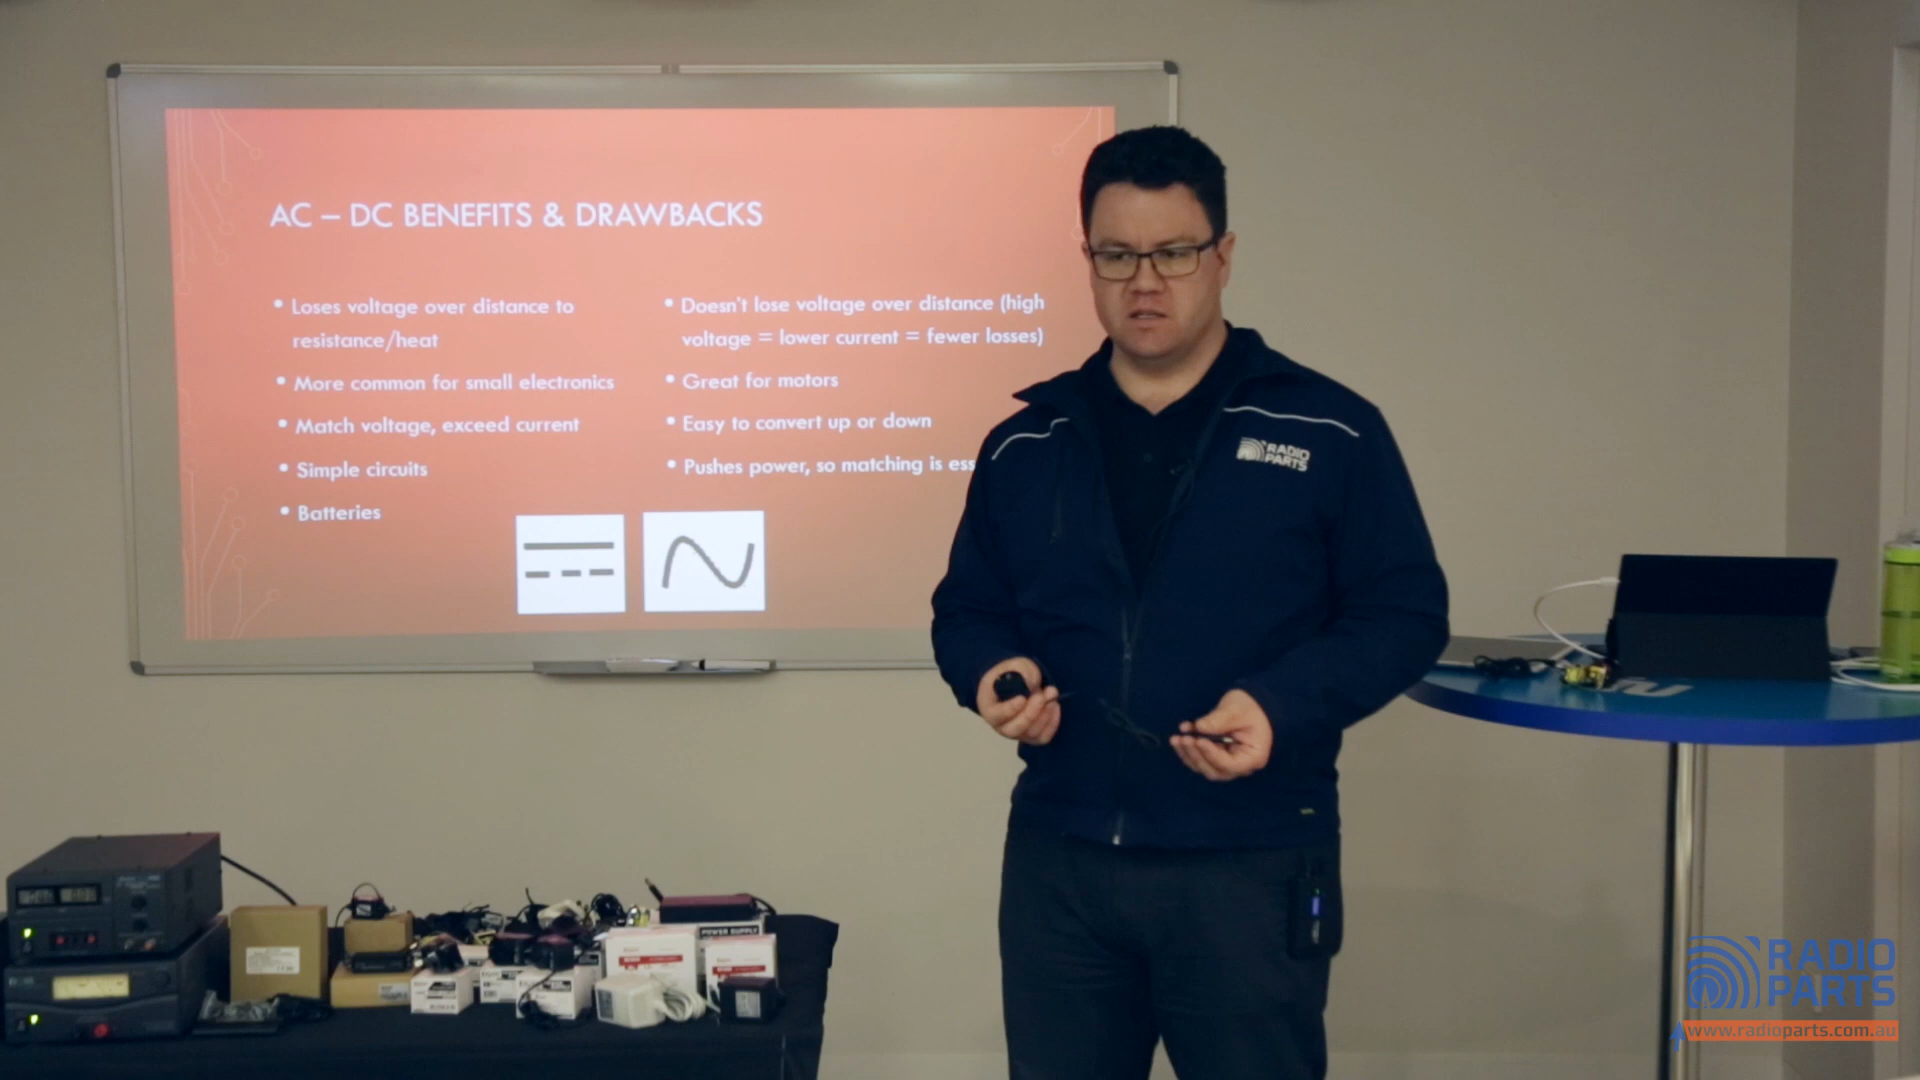 AC – DC BENEFITS & DRAWBACKS
• Loses voltage over distance to
resistance/heat
• More common for small electronics
• Match voltage, exceed current
• Simple circuits
• Batteries
• Doesn't lose voltage over distance (high
voltage = lower current = fewer losses)
• Great for motors
• Easy to convert up or down
• Pushes power, so matching is ess
RADIO
PARTS
POWER SUPPLY
RADIO
PARTS
www.radioparts.com.au